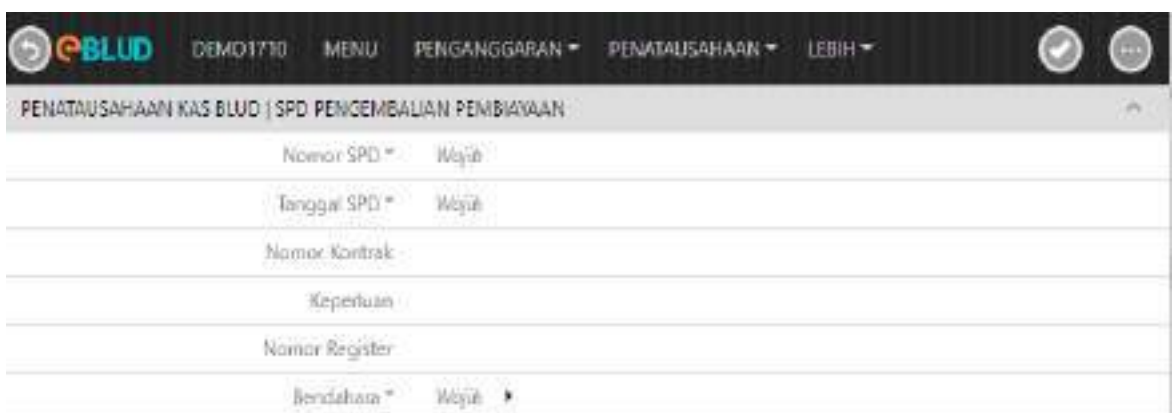 eBLUD DEMO1710 MENU PENGANGGARAN PENATAUSAHAAN LEBIH
PENATAUSAHAAN KAS BLUD | SPD PENGEMBALIAN PEMBIAYAAN
Nomor SPD * Wajib
Tanggal SPD * Wajib
Nomor Kontrak
Keperluan
Nomor Register
Bendahara * Wajib